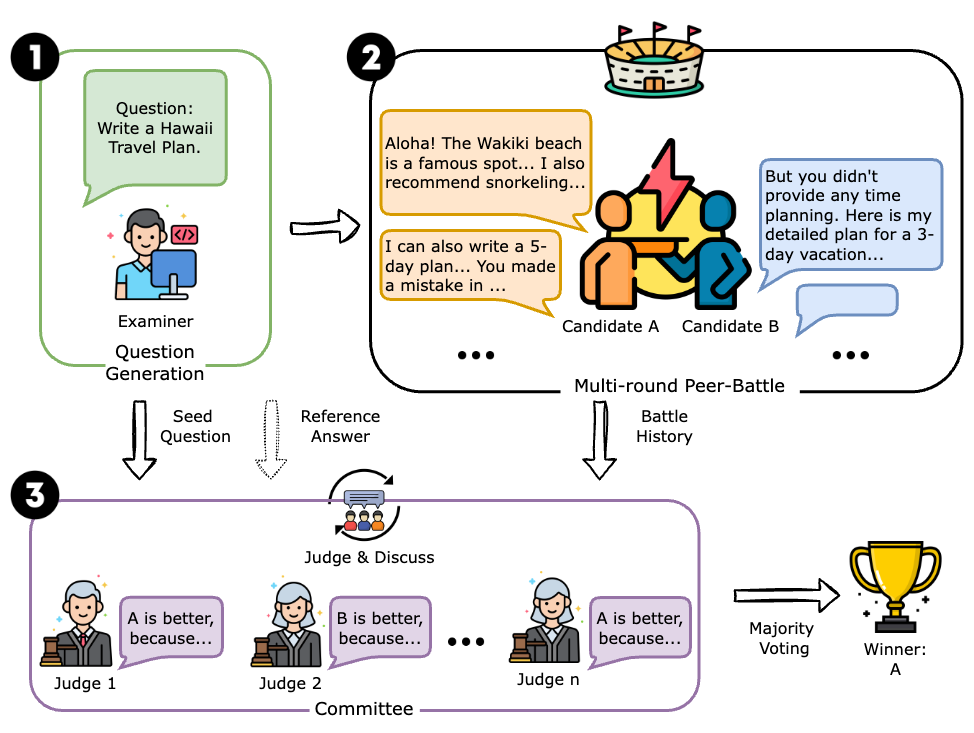 1
Question:
Write a Hawaii
Travel Plan.
</>
Examiner
Question
Generation
2
Aloha! The Wakiki beach
is a famous spot... I also
recommend snorkeling...
But you didn't
provide any time
planning. Here is my
detailed plan for a 3-
day vacation...
I can also write a 5-
day plan... You made
a mistake in ...
Candidate A
Candidate B
...
...
Multi-round Peer-Battle
Seed
Question
Reference
Answer
Battle
History
3
Judge & Discuss
A is better,
because...
Judge 1
B is better,
because...
Judge 2
...
A is better,
because...
Judge n
Committee
Majority
Voting
Winner:
A